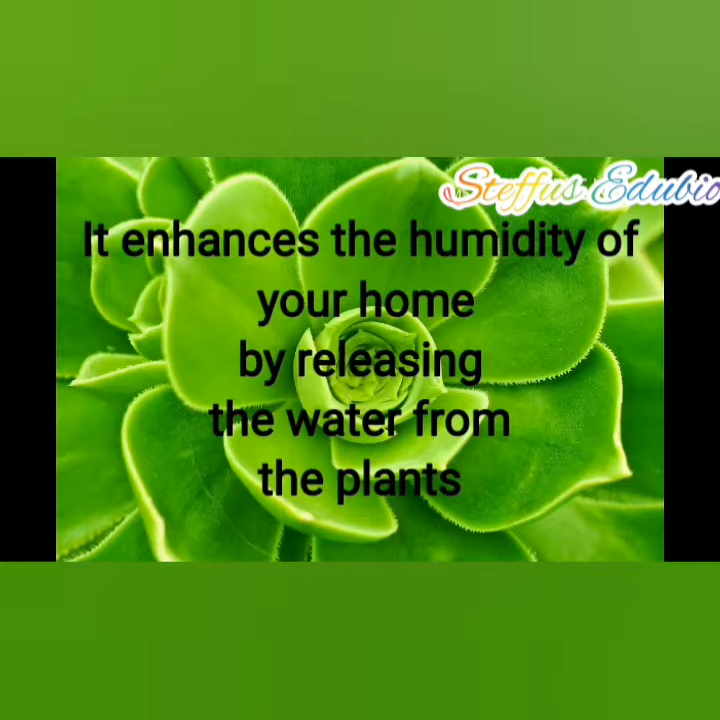 Steffus Edubio
It enhances the humidity of
your home
by releasing
the water from
the plants